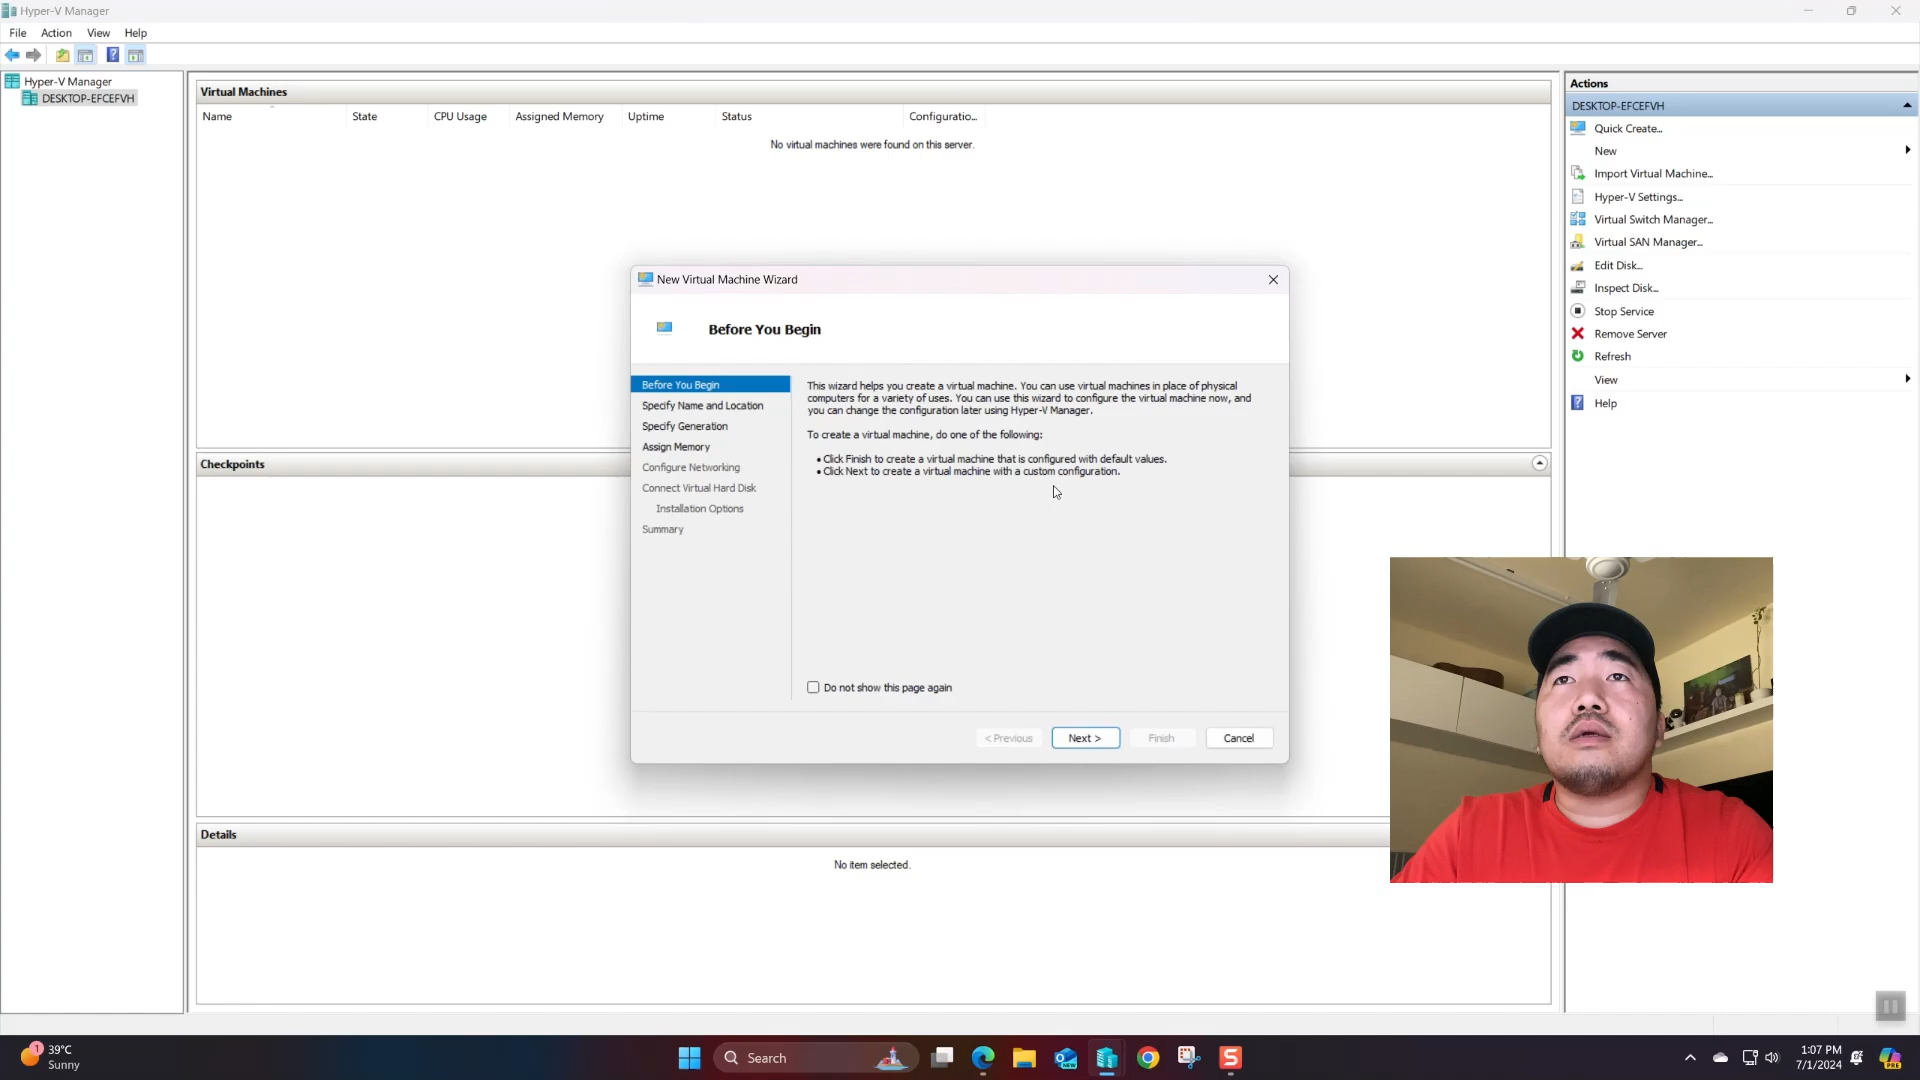 Hyper-V Manager
File Action View Help
Hyper-V Manager
DESKTOP-EFCEFVH
Virtual Machines
Name State CPU Usage Assigned Memory Uptime Status Configuratio...
No virtual machines were found on this server.
Checkpoints
Details
No item selected.
New Virtual Machine Wizard
Before You Begin
Before You Begin
Specify Name and Location
Specify Generation
Assign Memory
Configure Networking
Connect Virtual Hard Disk
Installation Options
Summary
This wizard helps you create a virtual machine. You can use virtual machines in place of physical
computers for a variety of uses. You can use this wizard to configure the virtual machine now, and
you can change the configuration later using Hyper-V Manager.
To create a virtual machine, do one of the following:
• Click Finish to create a virtual machine that is configured with default values.
• Click Next to create a virtual machine with a custom configuration.
Do not show this page again
< Previous Next > Finish Cancel
Actions
DESKTOP-EFCEFVH
Quick Create...
New
Import Virtual Machine...
Hyper-V Settings...
Virtual Switch Manager...
Virtual SAN Manager...
Edit Disk...
Inspect Disk...
Stop Service
Remove Server
Refresh
View
Help
1
39°C
Sunny
Search
NEW
S
1:07 PM
7/1/2024
PRE